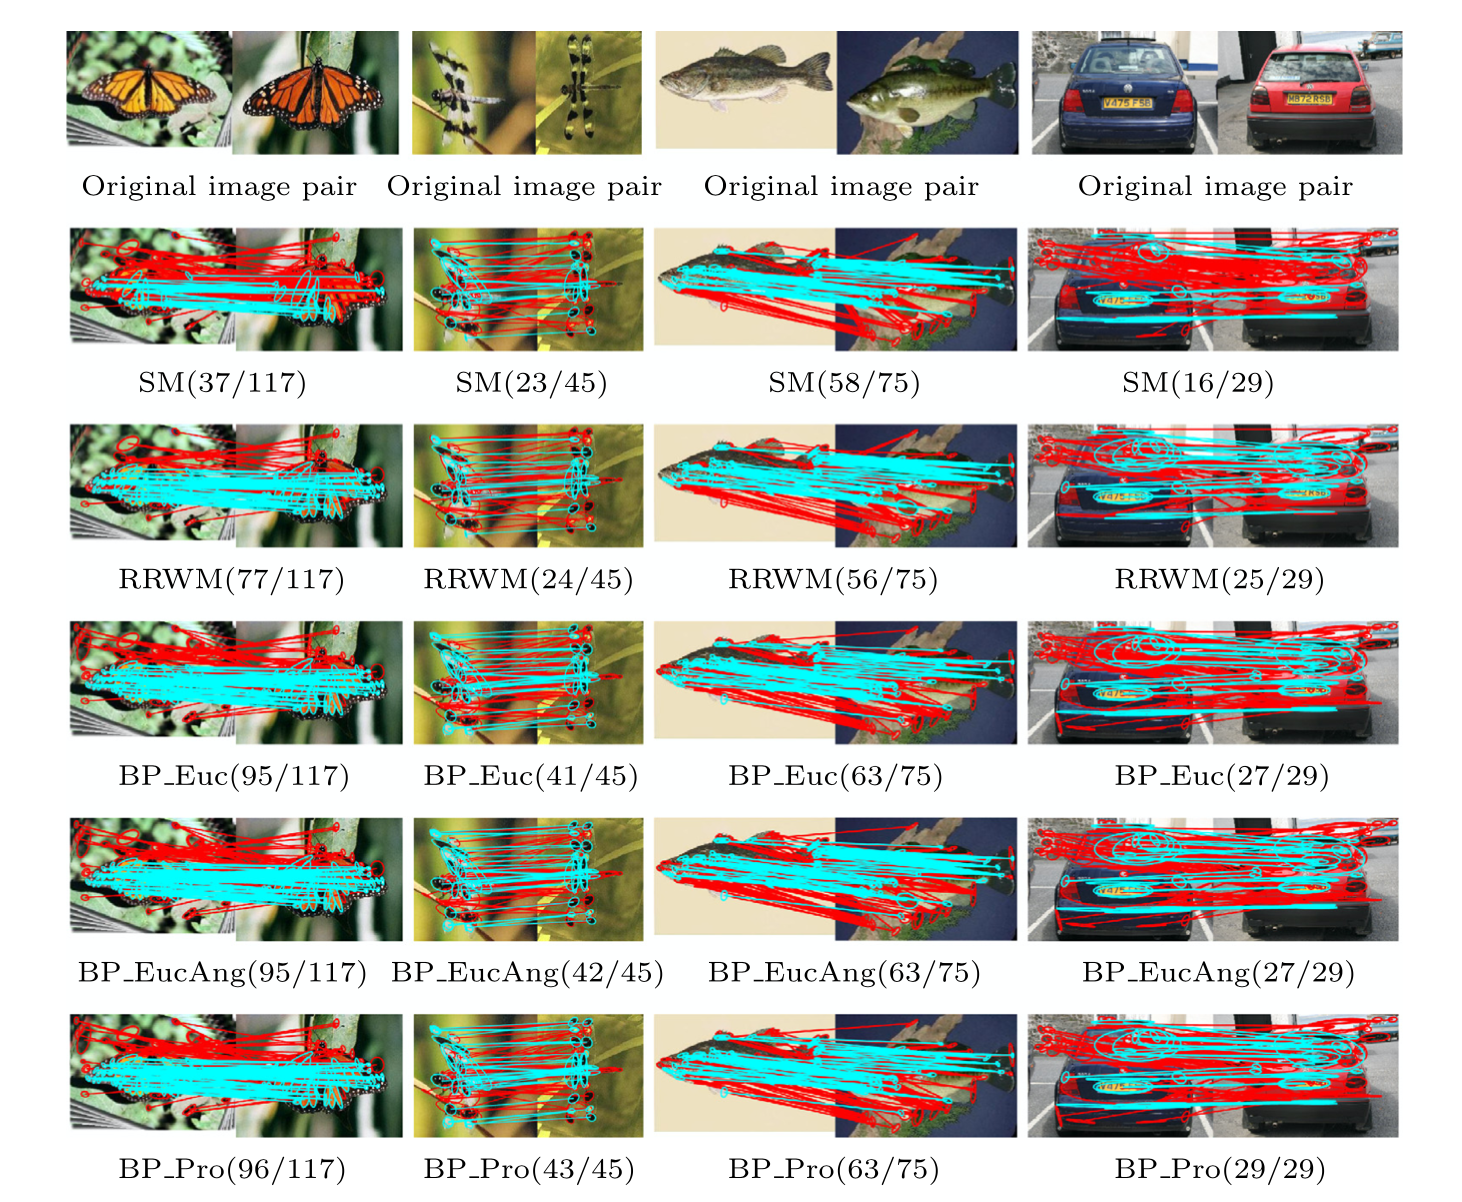 V475 FSB
M872 RSB
Original image pair Original image pair Original image pair Original image pair
SM(37/117) SM(23/45) SM(58/75) SM(16/29)
RRWM(77/117) RRWM(24/45) RRWM(56/75) RRWM(25/29)
BP_Euc(95/117) BP_Euc(41/45) BP_Euc(63/75) BP_Euc(27/29)
BP_EucAng(95/117) BP_EucAng(42/45) BP_EucAng(63/75) BP_EucAng(27/29)
BP_Pro(96/117) BP_Pro(43/45) BP_Pro(63/75) BP_Pro(29/29)